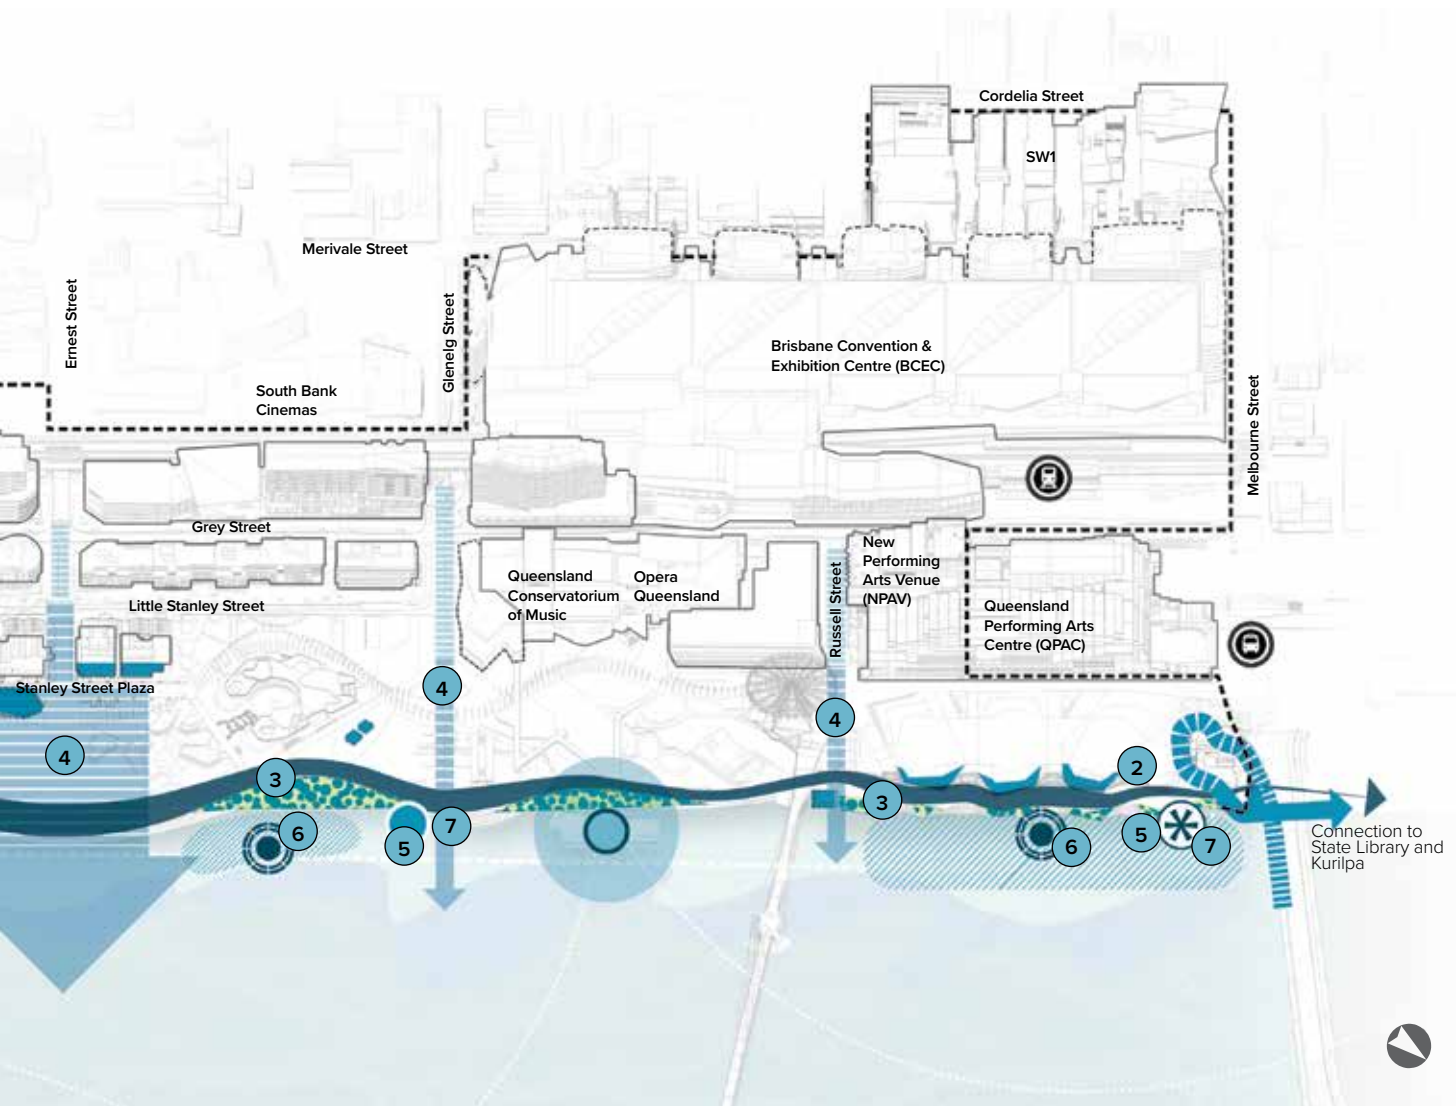 Cordelia Street
SW1
Merivale Street
Ernest Street
Glenelg Street
Brisbane Convention &
Exhibition Centre (BCEC)
South Bank
Cinemas
Melbourne Street
Grey Street
New
Performing
Arts Venue
(NPAV)
Queensland
Conservatorium
of Music
Opera
Queensland
Russell Street
Little Stanley Street
Queensland
Performing Arts
Centre (QPAC)
Stanley Street Plaza
4
4
4
2
3
3
6
5
7
6
5
7
Connection to
State Library and
Kurilpa